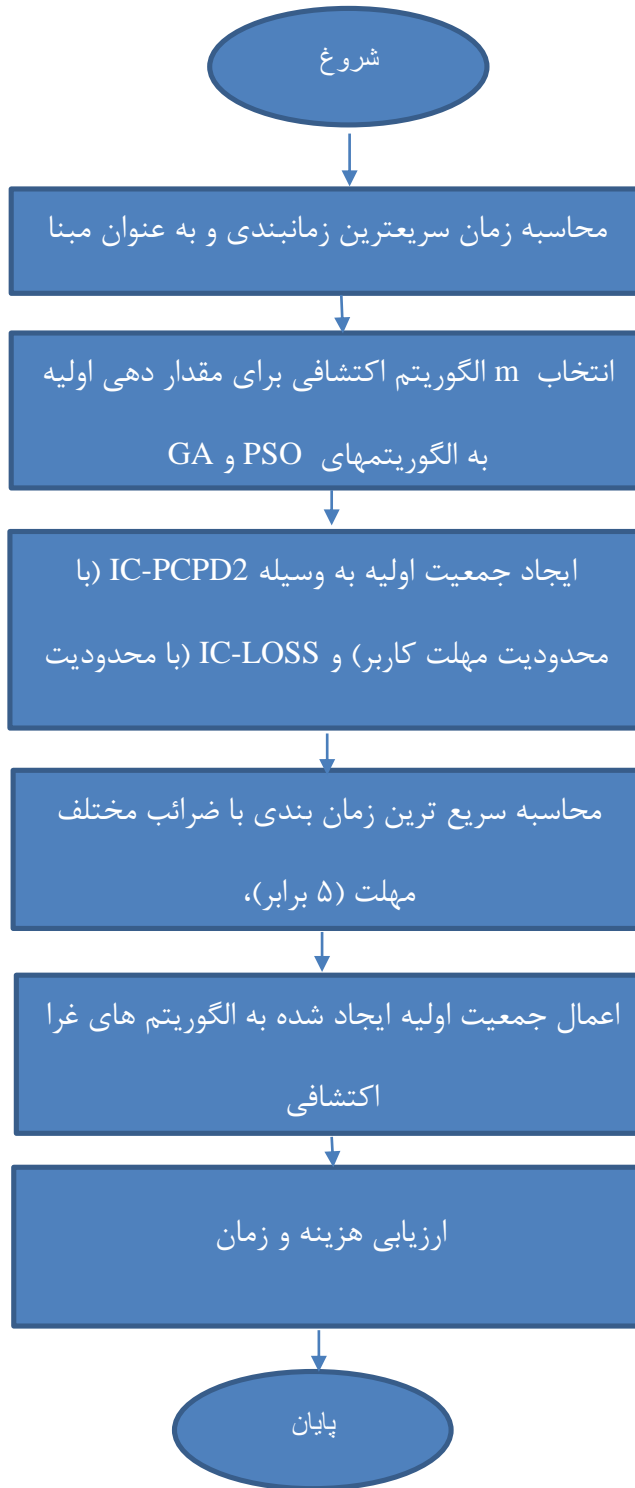 شروغ
محاسبه زمان سریعترین زمانبندی و به عنوان مبنا
انتخاب m الگوریتم اکتشافی برای مقدار دهی اولیه
به الگوریتمهای PSO و GA
ایجاد جمعیت اولیه به وسیله IC-PCPD2 (با
محدودیت مهلت کاربر) و IC-LOSS (با محدودیت
محاسبه سریع ترین زمان بندی با ضرائب مختلف
مهلت (۵ برابر)،
اعمال جمعیت اولیه ایجاد شده به الگوریتم های غرا
اکتشافی
ارزیابی هزینه و زمان
پایان